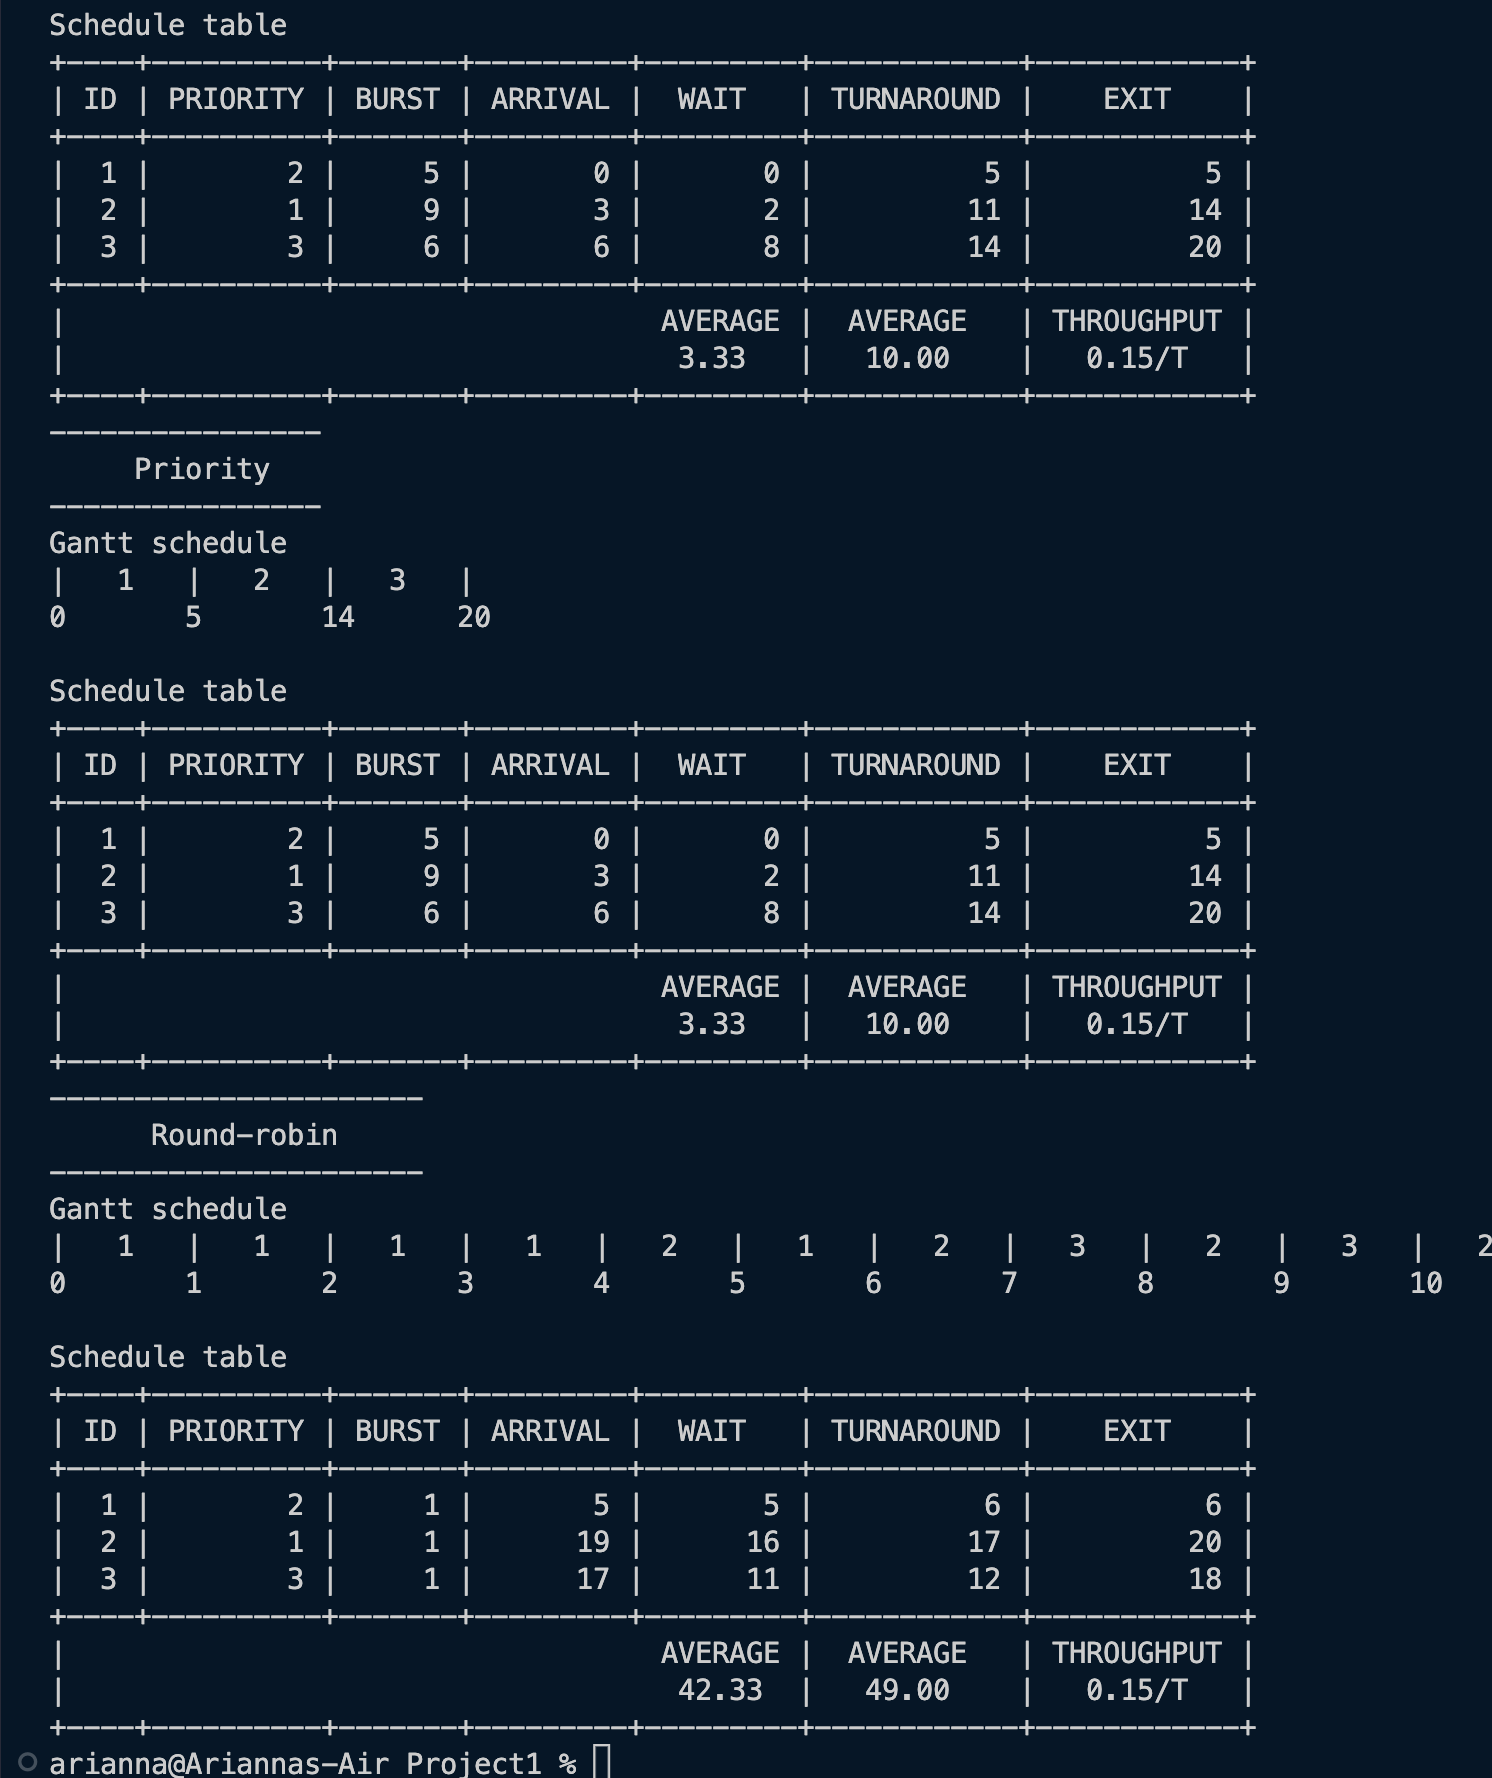 Schedule table
+----+----------+-------+---------+---------+------------+------------+
| ID | PRIORITY | BURST | ARRIVAL |  WAIT   | TURNAROUND |    EXIT    |
+----+----------+-------+---------+---------+------------+------------+
|  1 |        2 |     5 |       0 |       0 |          5 |          5 |
|  2 |        1 |     9 |       3 |       2 |         11 |         14 |
|  3 |        3 |     6 |       6 |       8 |         14 |         20 |
+----+----------+-------+---------+---------+------------+------------+
|                                   AVERAGE |  AVERAGE   | THROUGHPUT |
|                                    3.33   |   10.00    |   0.15/T   |
+----+----------+-------+---------+---------+------------+------------+
----------------
     Priority
----------------
Gantt schedule
|   1   |   2   |   3   |
0       5       14      20
Schedule table
+----+----------+-------+---------+---------+------------+------------+
| ID | PRIORITY | BURST | ARRIVAL |  WAIT   | TURNAROUND |    EXIT    |
+----+----------+-------+---------+---------+------------+------------+
|  1 |        2 |     5 |       0 |       0 |          5 |          5 |
|  2 |        1 |     9 |       3 |       2 |         11 |         14 |
|  3 |        3 |     6 |       6 |       8 |         14 |         20 |
+----+----------+-------+---------+---------+------------+------------+
|                                   AVERAGE |  AVERAGE   | THROUGHPUT |
|                                    3.33   |   10.00    |   0.15/T   |
+----+----------+-------+---------+---------+------------+------------+
----------------------
      Round-robin
----------------------
Gantt schedule
|   1   |   1   |   1   |   1   |   2   |   1   |   2   |   3   |   2   |   3   |   2
0       1       2       3       4       5       6       7       8       9       10
Schedule table
+----+----------+-------+---------+---------+------------+------------+
| ID | PRIORITY | BURST | ARRIVAL |  WAIT   | TURNAROUND |    EXIT    |
+----+----------+-------+---------+---------+------------+------------+
|  1 |        2 |     1 |       5 |       5 |          6 |          6 |
|  2 |        1 |     1 |      19 |      16 |         17 |         20 |
|  3 |        3 |     1 |      17 |      11 |         12 |         18 |
+----+----------+-------+---------+---------+------------+------------+
|                                   AVERAGE |  AVERAGE   | THROUGHPUT |
|                                    42.33  |   49.00    |   0.15/T   |
+----+----------+-------+---------+---------+------------+------------+
arianna@Ariannas-Air Project1 %